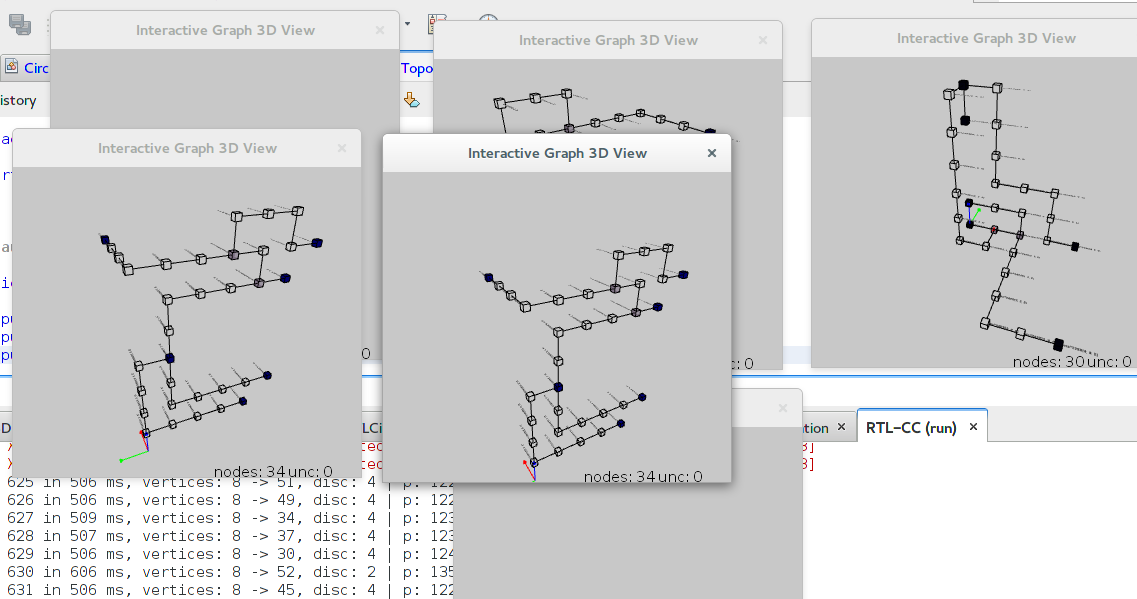 Interactive Graph 3D View
Interactive Graph 3D View
Interactive Graph 3D View
Circ
Topo
istory
Interactive Graph 3D View
Interactive Graph 3D View
au
pu
pu
0
c: 0
nodes: 30 unc: 0
RTL-CC (run)
nodes: 34 unc: 0
nodes: 34 unc: 0
625 in 506 ms, vertices: 8 -> 51, disc: 4 | p: 122
626 in 506 ms, vertices: 8 -> 49, disc: 4 | p: 122
627 in 509 ms, vertices: 8 -> 34, disc: 4 | p: 123
628 in 507 ms, vertices: 8 -> 37, disc: 4 | p: 123
629 in 506 ms, vertices: 8 -> 30, disc: 4 | p: 124
630 in 606 ms, vertices: 8 -> 52, disc: 2 | p: 135
631 in 506 ms, vertices: 8 -> 45, disc: 4 | p: 122